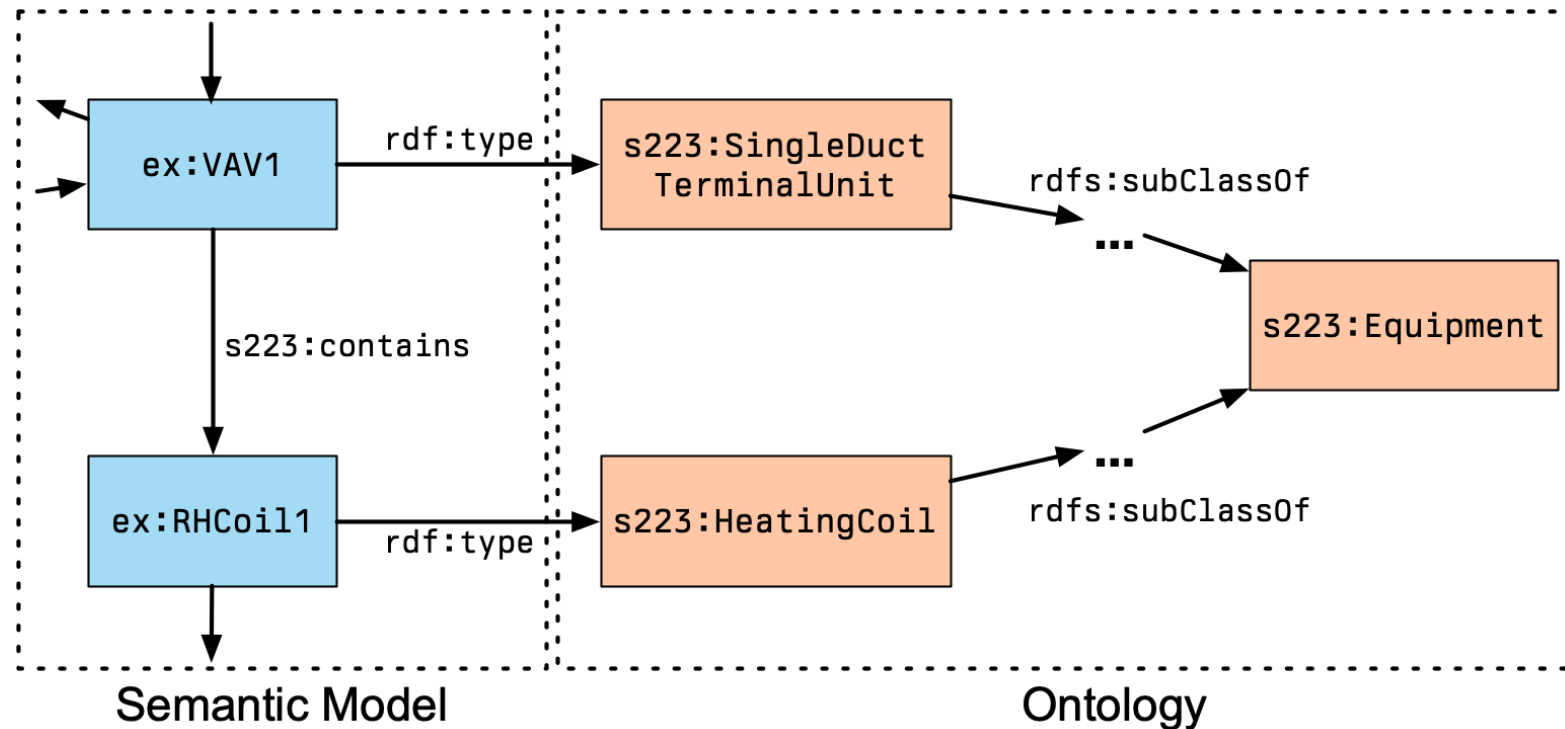 ex:VAV1
rdf:type
s223:SingleDuct
TerminalUnit
rdfs:subClassOf
...
s223:Equipment
s223:contains
...
rdfs:subClassOf
ex:RHCoil1
rdf:type
s223:HeatingCoil
Semantic Model
Ontology